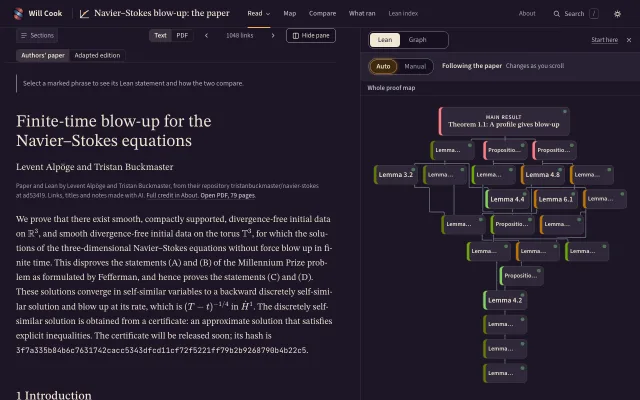 Will Cook
Navier–Stokes blow-up: the paper
Read
Map
Compare
What ran
Lean index
About
Search
/
Sections
Text
PDF
1048 links
Hide pane
Authors' paper
Adapted edition
Select a marked phrase to see its Lean statement and how the two compare.
Finite-time blow-up for the
Navier–Stokes equations
Levent Alpöge and Tristan Buckmaster
Paper and Lean by Levent Alpöge and Tristan Buckmaster, from their repository tristanbuckmaster/navier-stokes
at ad53419. Links, titles and notes made with AI. Full credit in About. Open PDF, 79 pages.
We prove that there exist smooth, compactly supported, divergence-free initial data
on ℝ³, and smooth divergence-free initial data on the torus 𝕋³, for which the solu-
tions of the three-dimensional Navier–Stokes equations without force blow up in fi-
nite time. This disproves the statements (A) and (B) of the Millennium Prize prob-
lem as formulated by Fefferman, and hence proves the statements (C) and (D).
These solutions converge in self-similar variables to a backward discretely self-simi-
lar solution and blow up at its rate, which is (T − t)^{−1/4} in Ḣ¹. The discretely self-
similar solution is obtained from a certificate: an approximate solution that satisfies
explicit inequalities. The certificate will be released soon; its hash is
3f7a335b84b6c7631742cacc5343dfcd11cf72f5221ff79b2b9268790b4b22c5.
1 Introduction
Lean
Graph
Start here
×
Auto
Manual
Following the paper
Changes as you scroll
Whole proof map
MAIN RESULT
Theorem 1.1: A profile gives blow-up
Lemma…
Propositio…
Propositio…
Lemma 3.2
Lemma…
Lemma…
Lemma 4.8
Lemma…
Lemma 4.4
Lemma 6.1
Lemma…
Lemma…
Propositio…
Lemma…
Lemma…
Lemma…
Lemma…
Propositio…
Lemma 4.2
Lemma…
Lemma…
Lemma…